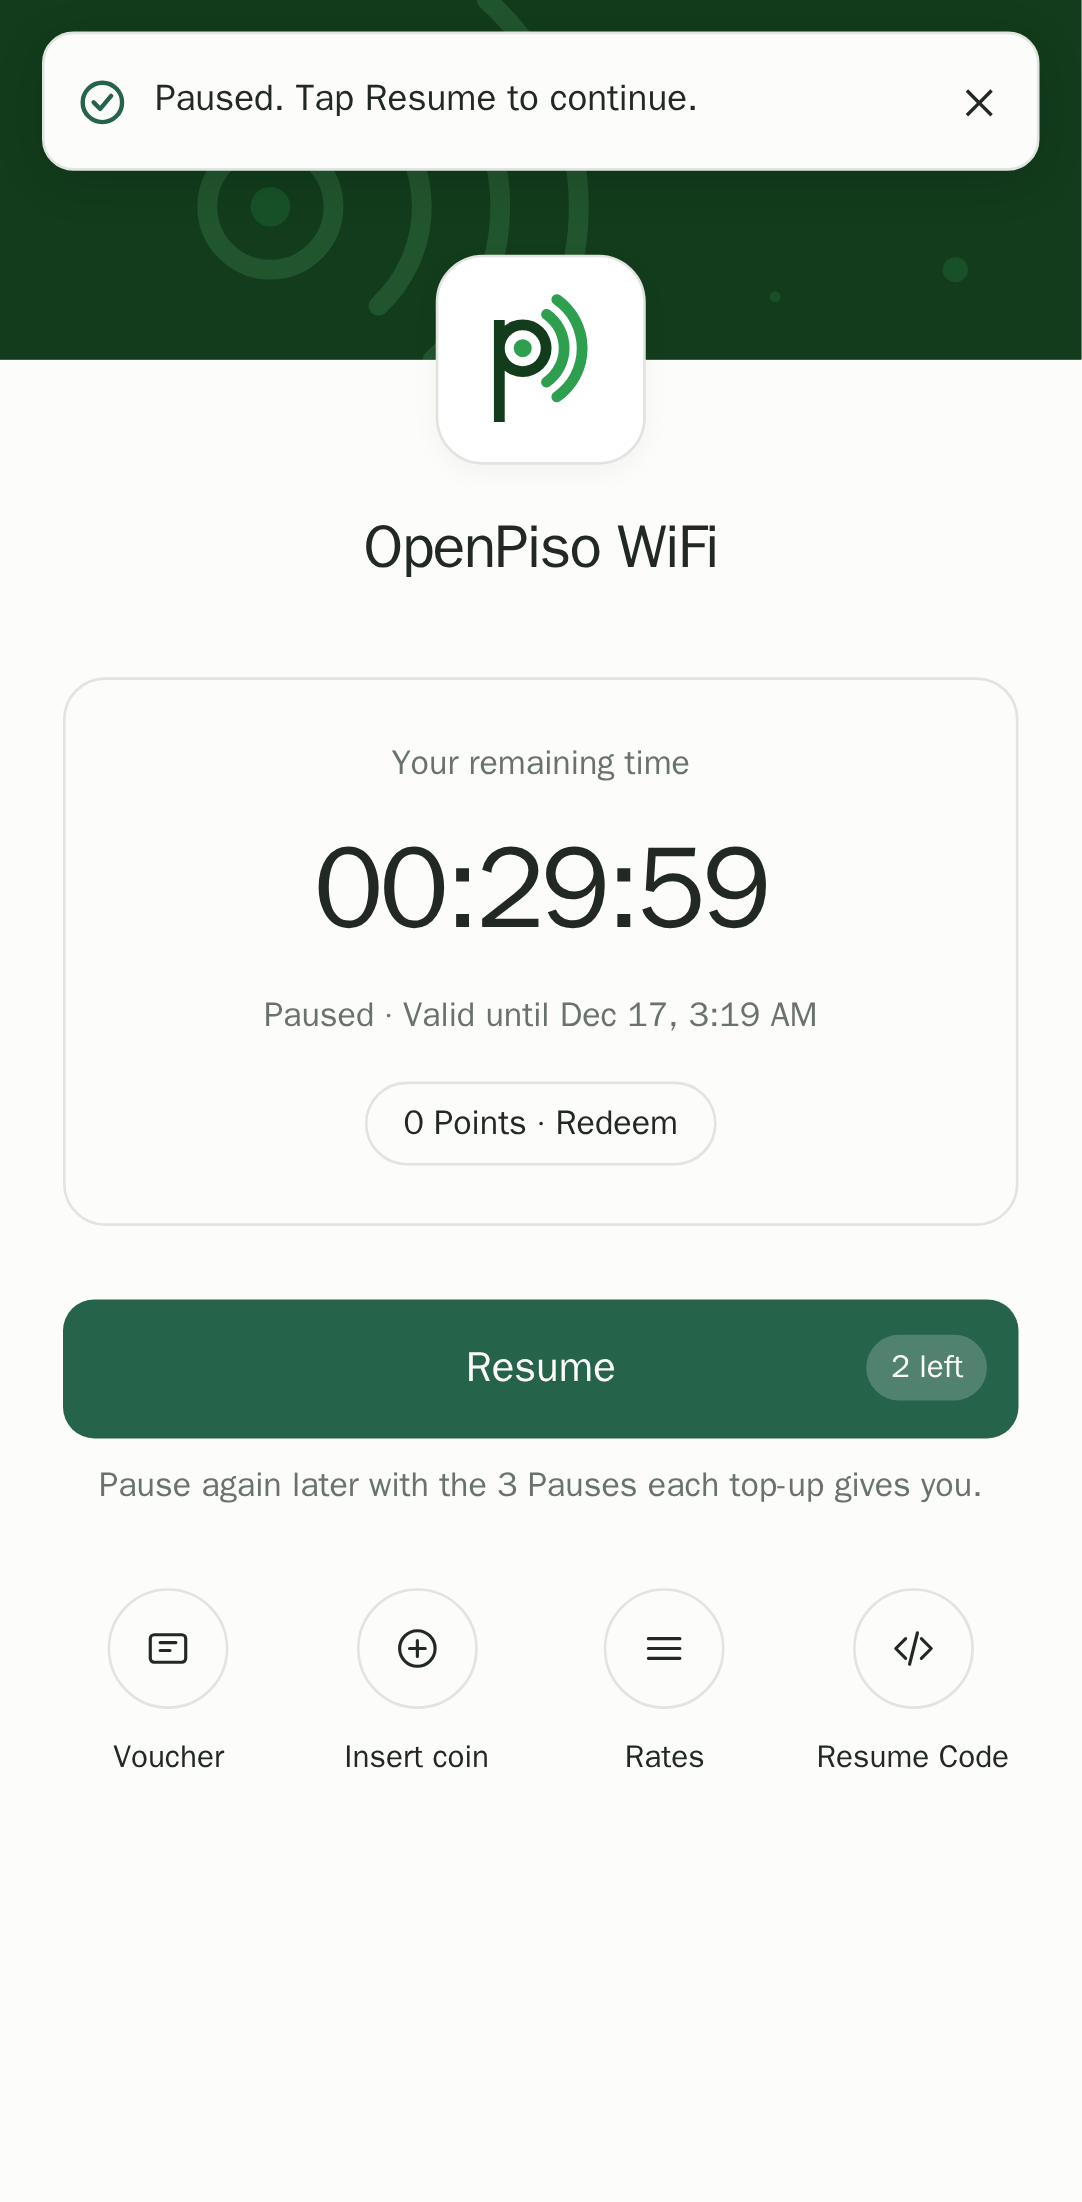 Paused. Tap Resume to continue.
OpenPiso WiFi
Your remaining time
00:29:59
Paused · Valid until Dec 17, 3:19 AM
0 Points · Redeem
Resume
2 left
Pause again later with the 3 Pauses each top-up gives you.
Voucher
Insert coin
Rates
Resume Code